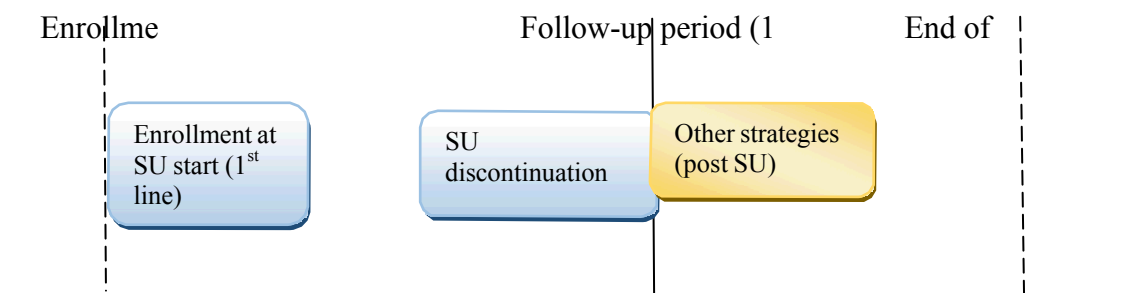 Enrollme
Follow-up period (1
End of
Enrollment at
SU start (1st
line)
SU
discontinuation
Other strategies
(post SU)